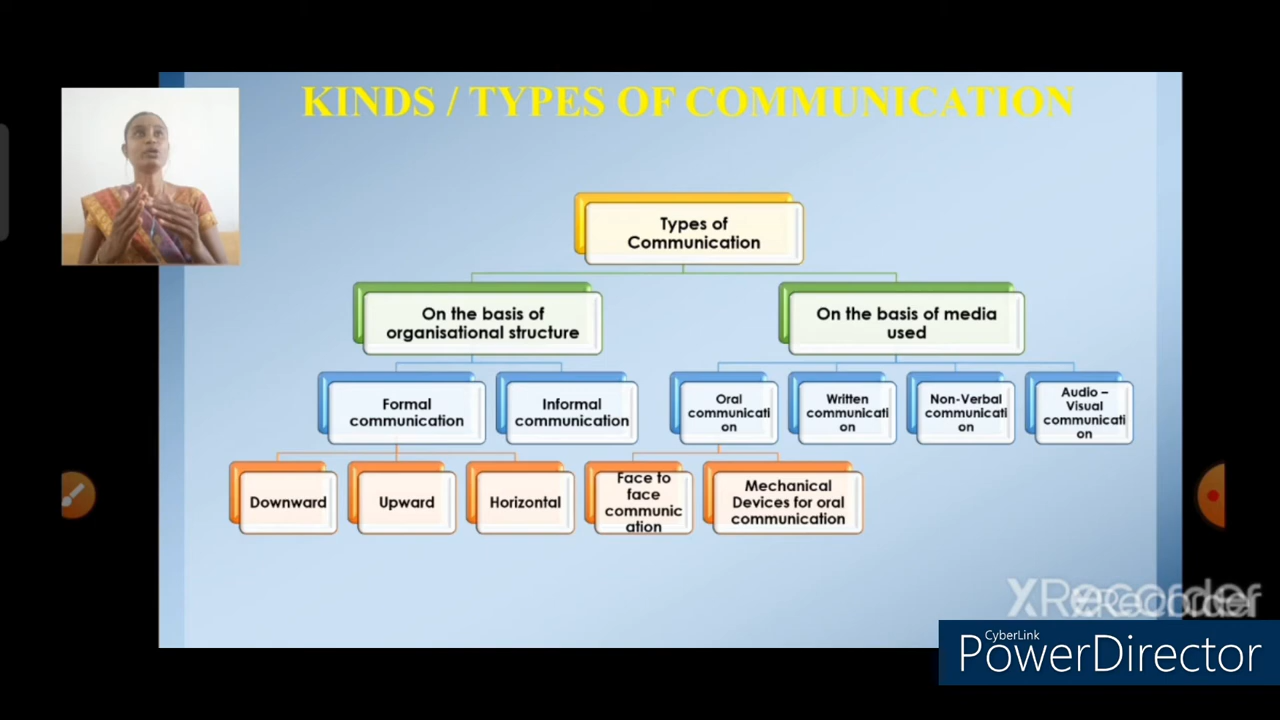 KINDS / TYPES OF COMMUNICATION
Types of
Communication
On the basis of
organisational structure
On the basis of media
used
Formal
communication
Informal
communication
Oral
communicati
on
Written
communicati
on
Non-Verbal
communicati
on
Audio –
Visual
communicati
on
Downward
Upward
Horizontal
Face to
face
communic
ation
Mechanical
Devices for oral
communication
XRecorder
XRecorder
CyberLink
PowerDirector